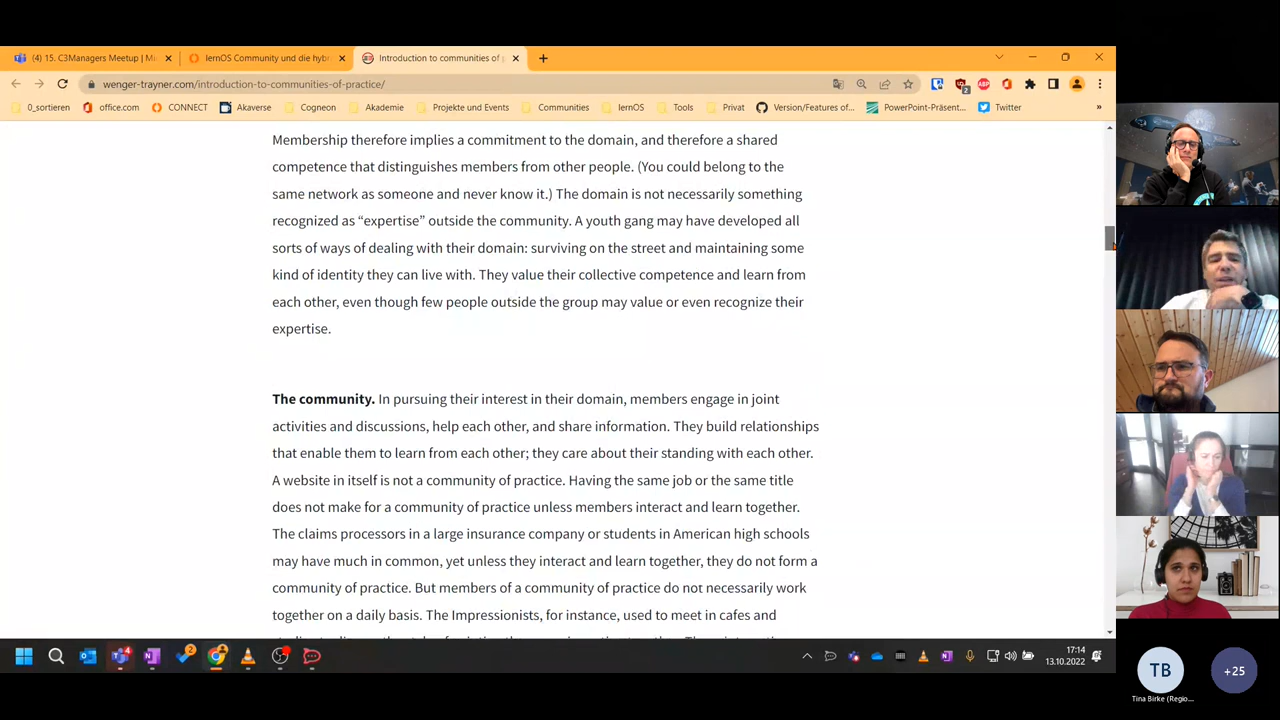 (4) 15. C3Managers Meetup | Mi
lernOS Community und die hybr
Introduction to communities of
wenger-trayner.com/introduction-to-communities-of-practice/
0_sortieren
office.com
CONNECT
Akaverse
Cogneon
Akademie
Projekte und Events
Communities
lernOS
Tools
Privat
Version/Features of...
PowerPoint-Präsent...
Twitter
»
2
ABP
Membership therefore implies a commitment to the domain, and therefore a shared
competence that distinguishes members from other people. (You could belong to the
same network as someone and never know it.) The domain is not necessarily something
recognized as “expertise” outside the community. A youth gang may have developed all
sorts of ways of dealing with their domain: surviving on the street and maintaining some
kind of identity they can live with. They value their collective competence and learn from
each other, even though few people outside the group may value or even recognize their
expertise.
The community. In pursuing their interest in their domain, members engage in joint
activities and discussions, help each other, and share information. They build relationships
that enable them to learn from each other; they care about their standing with each other.
A website in itself is not a community of practice. Having the same job or the same title
does not make for a community of practice unless members interact and learn together.
The claims processors in a large insurance company or students in American high schools
may have much in common, yet unless they interact and learn together, they do not form a
community of practice. But members of a community of practice do not necessarily work
together on a daily basis. The Impressionists, for instance, used to meet in cafes and
4
2
17:14
13.10.2022
TB
+25
Tina Birke (Regio...